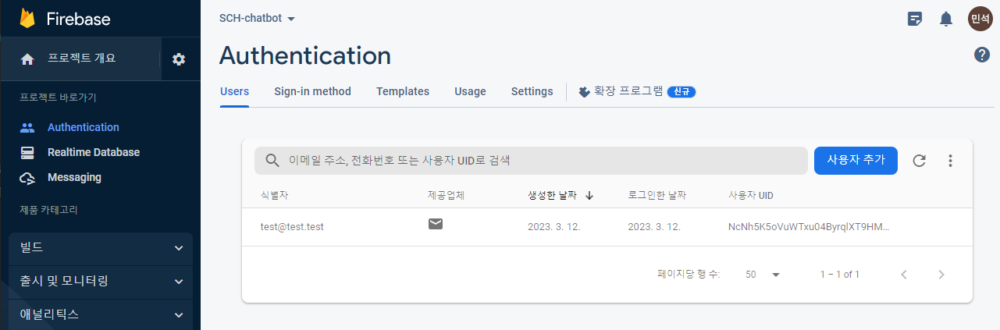 Firebase
프로젝트 개요
프로젝트 바로가기
Authentication
Realtime Database
Messaging
제품 카테고리
빌드
출시 및 모니터링
애널리틱스
SCH-chatbot
민석
Authentication
Users Sign-in method Templates Usage Settings 확장 프로그램 신규
이메일 주소, 전화번호 또는 사용자 UID로 검색 사용자 추가
식별자 제공업체 생성한 날짜 로그인한 날짜 사용자 UID
test@test.test 2023. 3. 12. 2023. 3. 12. NcNh5K5oVuWTxu04ByrqlXT9HM...
페이지당 행 수: 50 1 – 1 of 1